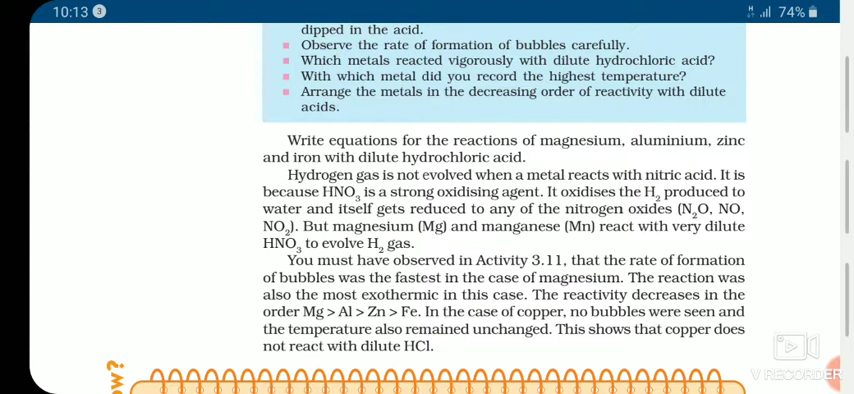 10:13 3 74%
dipped in the acid.
■ Observe the rate of formation of bubbles carefully.
■ Which metals reacted vigorously with dilute hydrochloric acid?
■ With which metal did you record the highest temperature?
■ Arrange the metals in the decreasing order of reactivity with dilute
acids.
Write equations for the reactions of magnesium, aluminium, zinc
and iron with dilute hydrochloric acid.
Hydrogen gas is not evolved when a metal reacts with nitric acid. It is
because HNO₃ is a strong oxidising agent. It oxidises the H₂ produced to
water and itself gets reduced to any of the nitrogen oxides (N₂O, NO,
NO₂). But magnesium (Mg) and manganese (Mn) react with very dilute
HNO₃ to evolve H₂ gas.
You must have observed in Activity 3.11, that the rate of formation
of bubbles was the fastest in the case of magnesium. The reaction was
also the most exothermic in this case. The reactivity decreases in the
order Mg > Al > Zn > Fe. In the case of copper, no bubbles were seen and
the temperature also remained unchanged. This shows that copper does
not react with dilute HCl.
V RECORDER